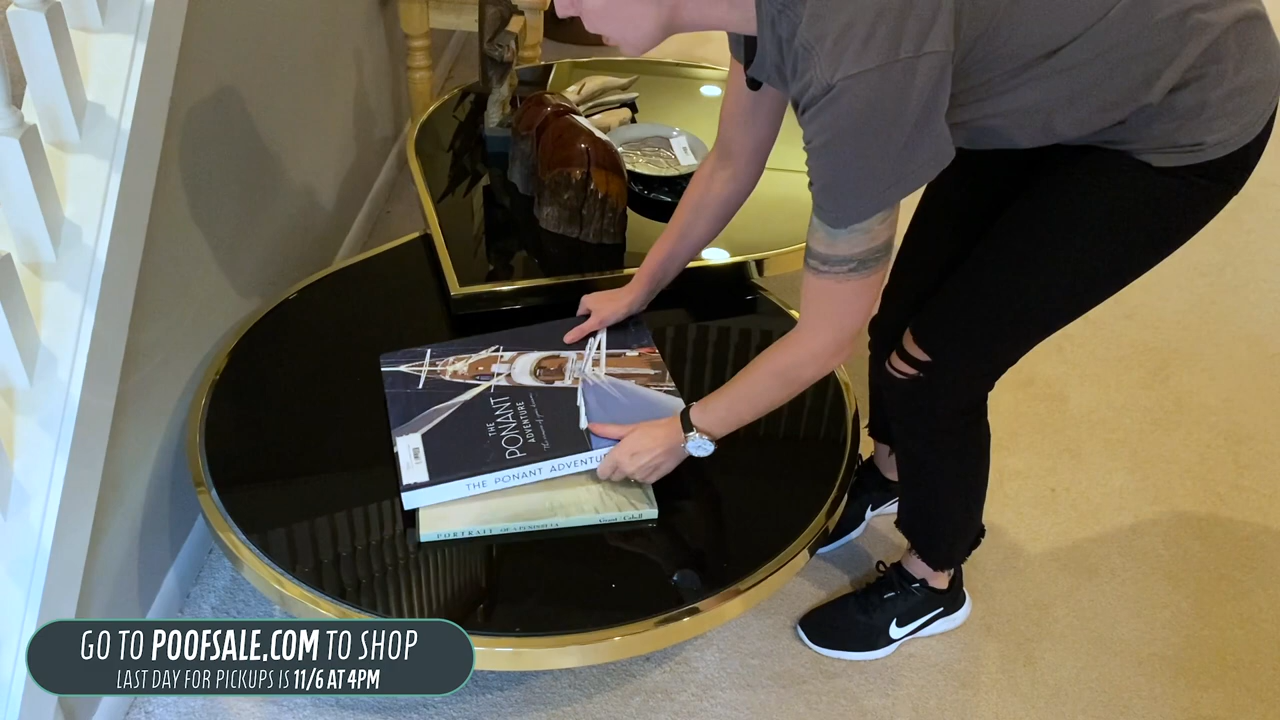 THE
PONANT
ADVENTURE
THE PONANT ADVENTU
PORTRAIT OF A PENINSULA
GO TO POOFSALE.COM TO SHOP
LAST DAY FOR PICKUPS IS 11/6 AT 4PM